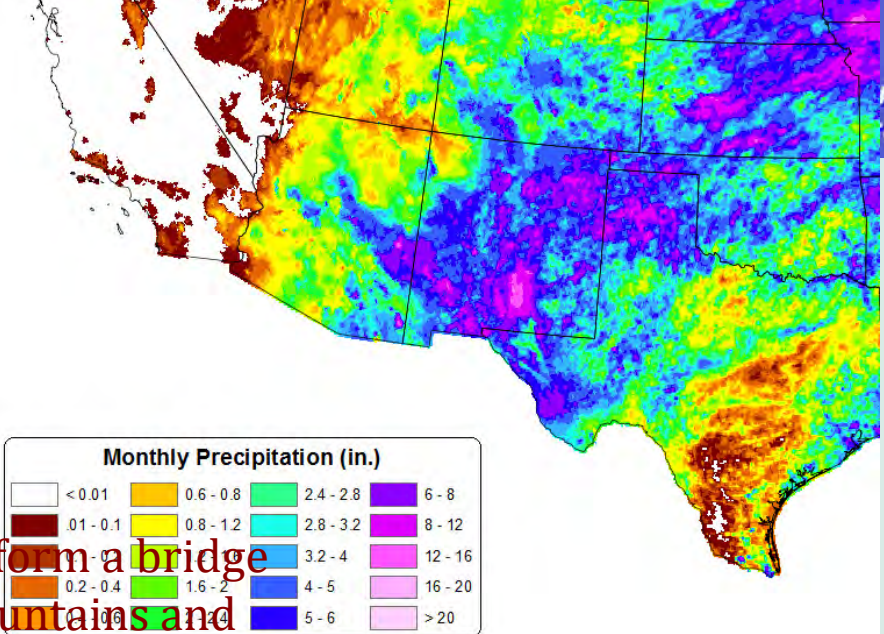 Monthly Precipitation (in.)
< 0.01 0.6 - 0.8 2.4 - 2.8 6 - 8
.01 - 0.1 0.8 - 1.2 2.8 - 3.2 8 - 12
3.2 - 4 12 - 16
form a bridge
0.2 - 0.4 1.6 - 2 4 - 5 16 - 20
5 - 6 > 20
untains and